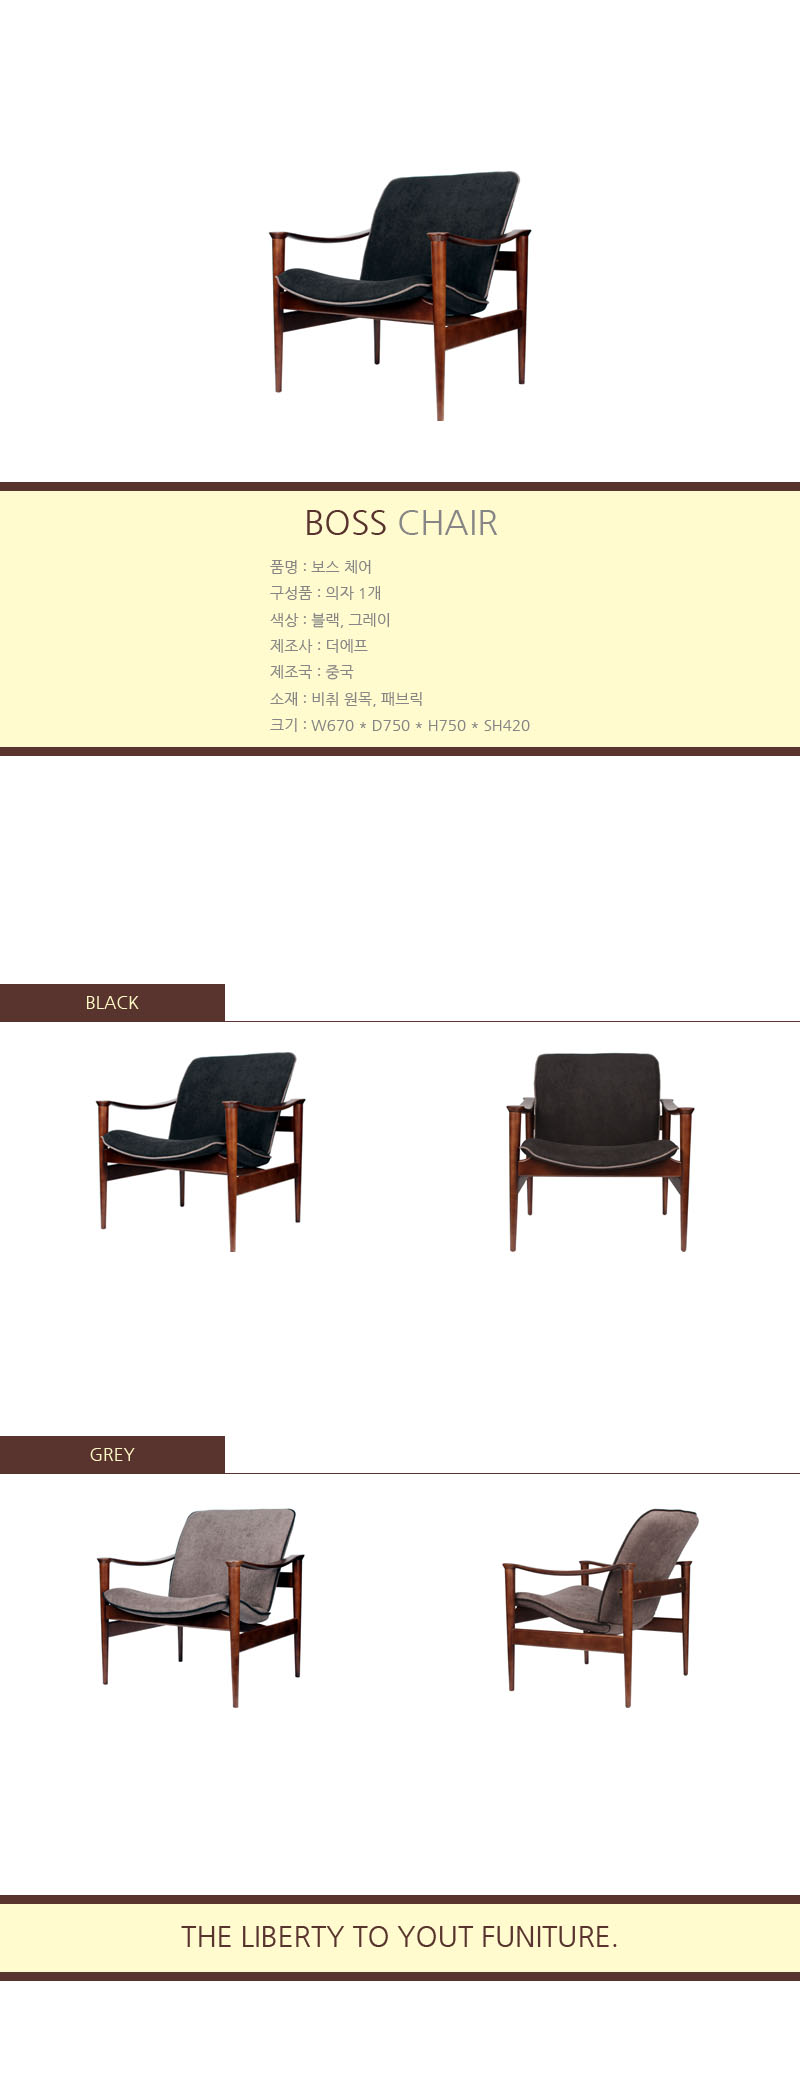 BOSS CHAIR
품명 : 보스 체어
구성품 : 의자 1개
색상 : 블랙, 그레이
제조사 : 더에프
제조국 : 중국
소재 : 비취 원목, 패브릭
크기 : W670 * D750 * H750 * SH420
BLACK
GREY
THE LIBERTY TO YOUT FUNITURE.